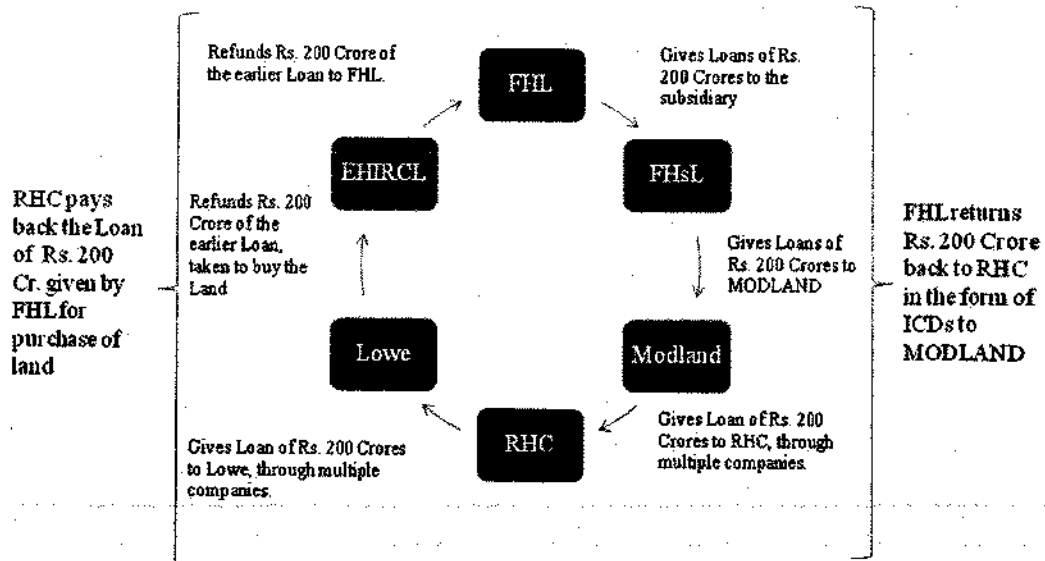 Refunds Rs. 200 Crore of
the earlier Loan to FHL.
FHL
Gives Loans of Rs.
200 Crores to the
subsidiary
EHIRCL
FHsL
RHC pays
back the Loan
of Rs. 200
Cr. given by
FHL for
purchase of
land
Refunds Rs. 200
Crore of the
earlier Loan,
taken to buy the
Land
Gives Loans of
Rs. 200 Crores to
MODLAND
FHL returns
Rs. 200 Crore
back to RHC
in the form of
ICDs to
MODLAND
Lowe
Modland
RHC
Gives Loan of Rs. 200 Crores
to Lowe, through multiple
companies.
Gives Loan of Rs. 200
Crores to RHC, through
multiple companies.